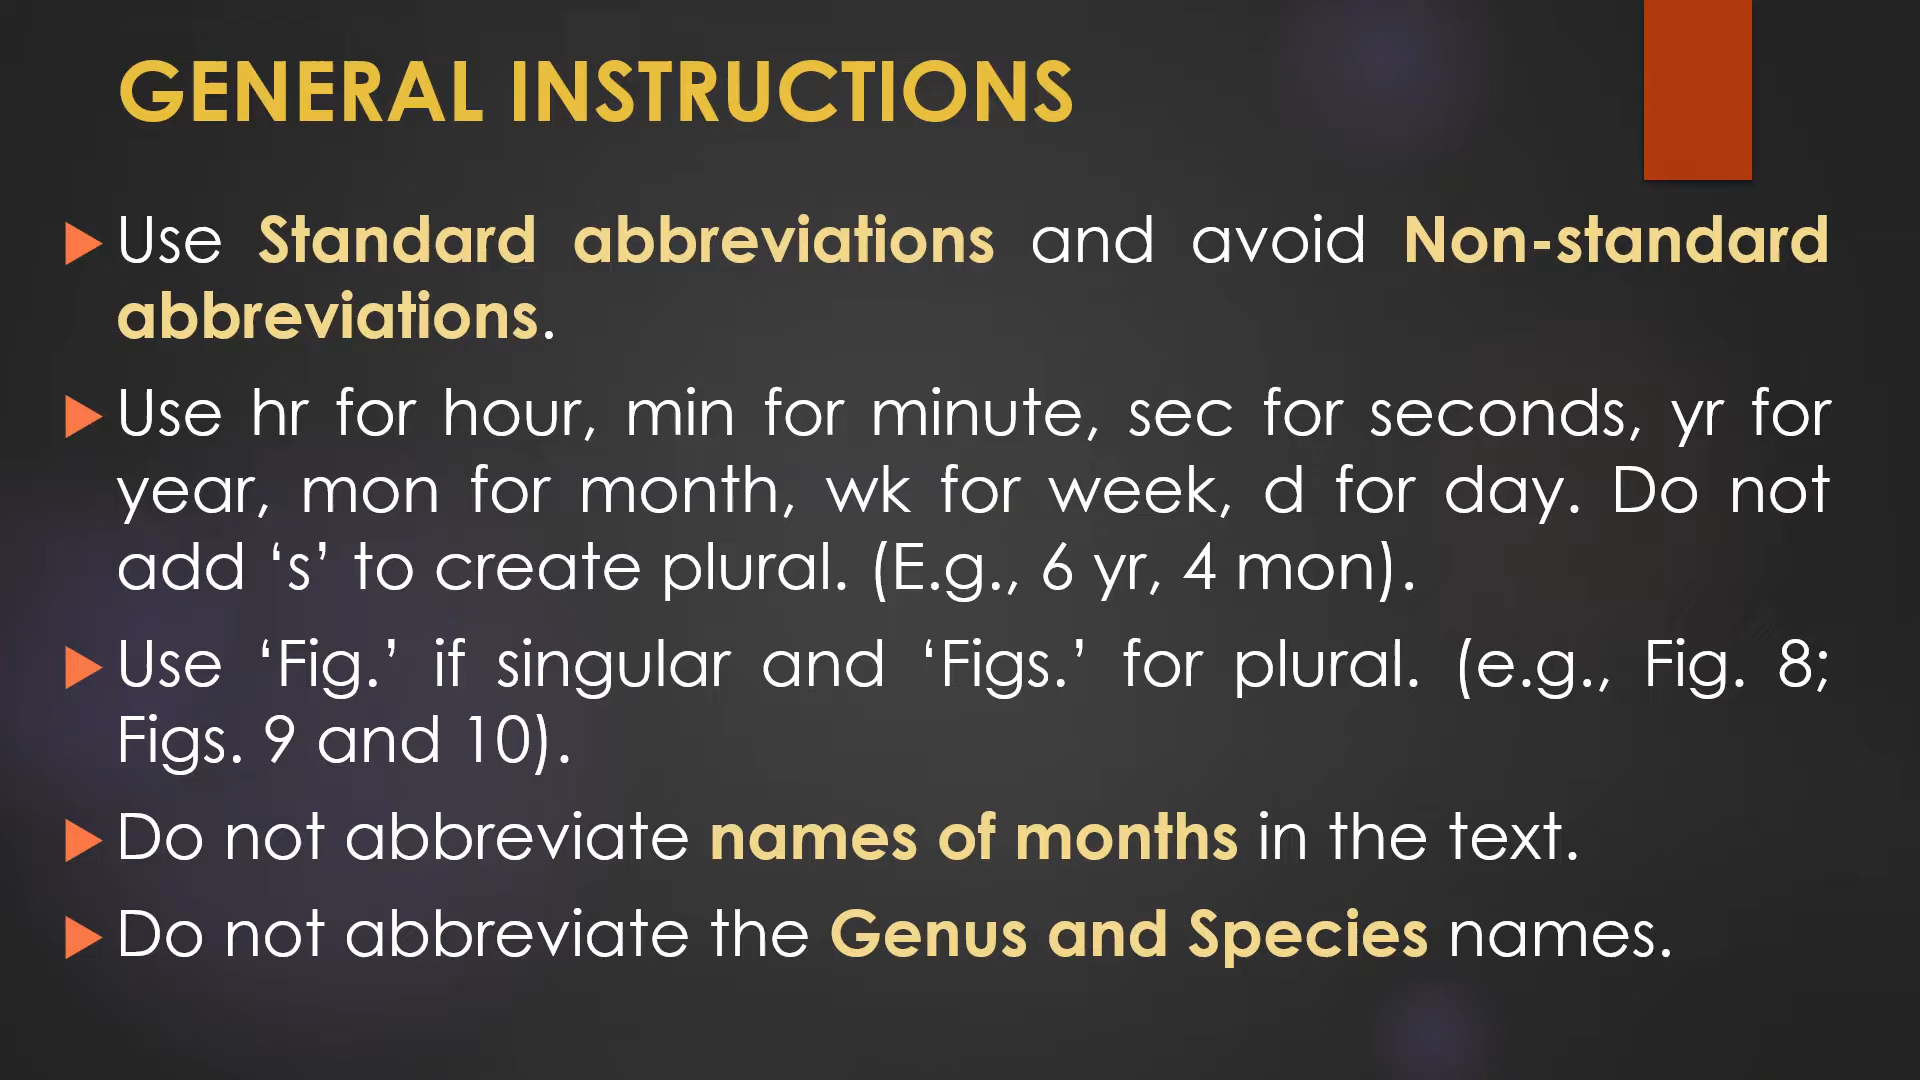 GENERAL INSTRUCTIONS
Use Standard abbreviations and avoid Non-standard
abbreviations.
Use hr for hour, min for minute, sec for seconds, yr for
year, mon for month, wk for week, d for day. Do not
add ‘s’ to create plural. (E.g., 6 yr, 4 mon).
Use ‘Fig.’ if singular and ‘Figs.’ for plural. (e.g., Fig. 8;
Figs. 9 and 10).
Do not abbreviate names of months in the text.
Do not abbreviate the Genus and Species names.